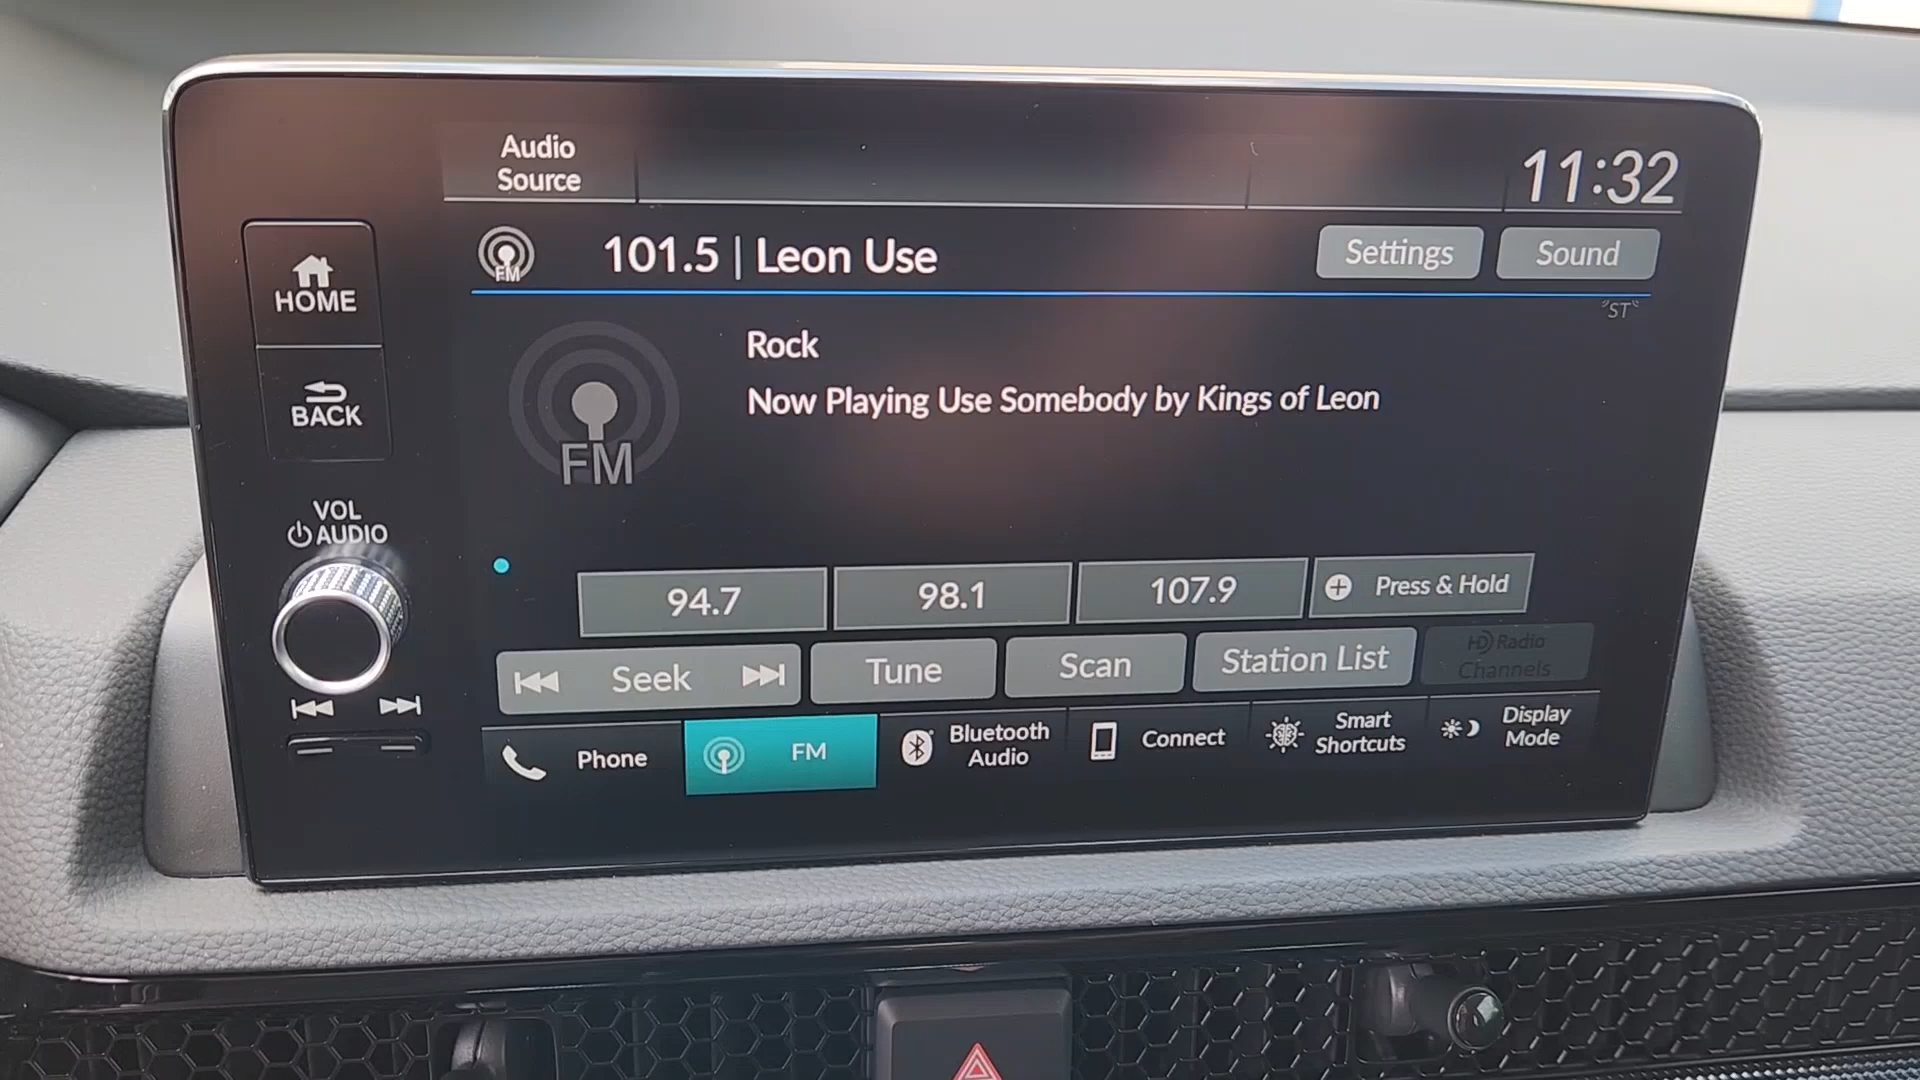 Audio
Source
11:32
FM
101.5 | Leon Use
Settings
Sound
"ST"
HOME
BACK
VOL
AUDIO
Rock
Now Playing Use Somebody by Kings of Leon
FM
94.7
98.1
107.9
Press & Hold
Seek
Tune
Scan
Station List
HD Radio
Channels
Phone
FM
Bluetooth
Audio
Connect
Smart
Shortcuts
Display
Mode